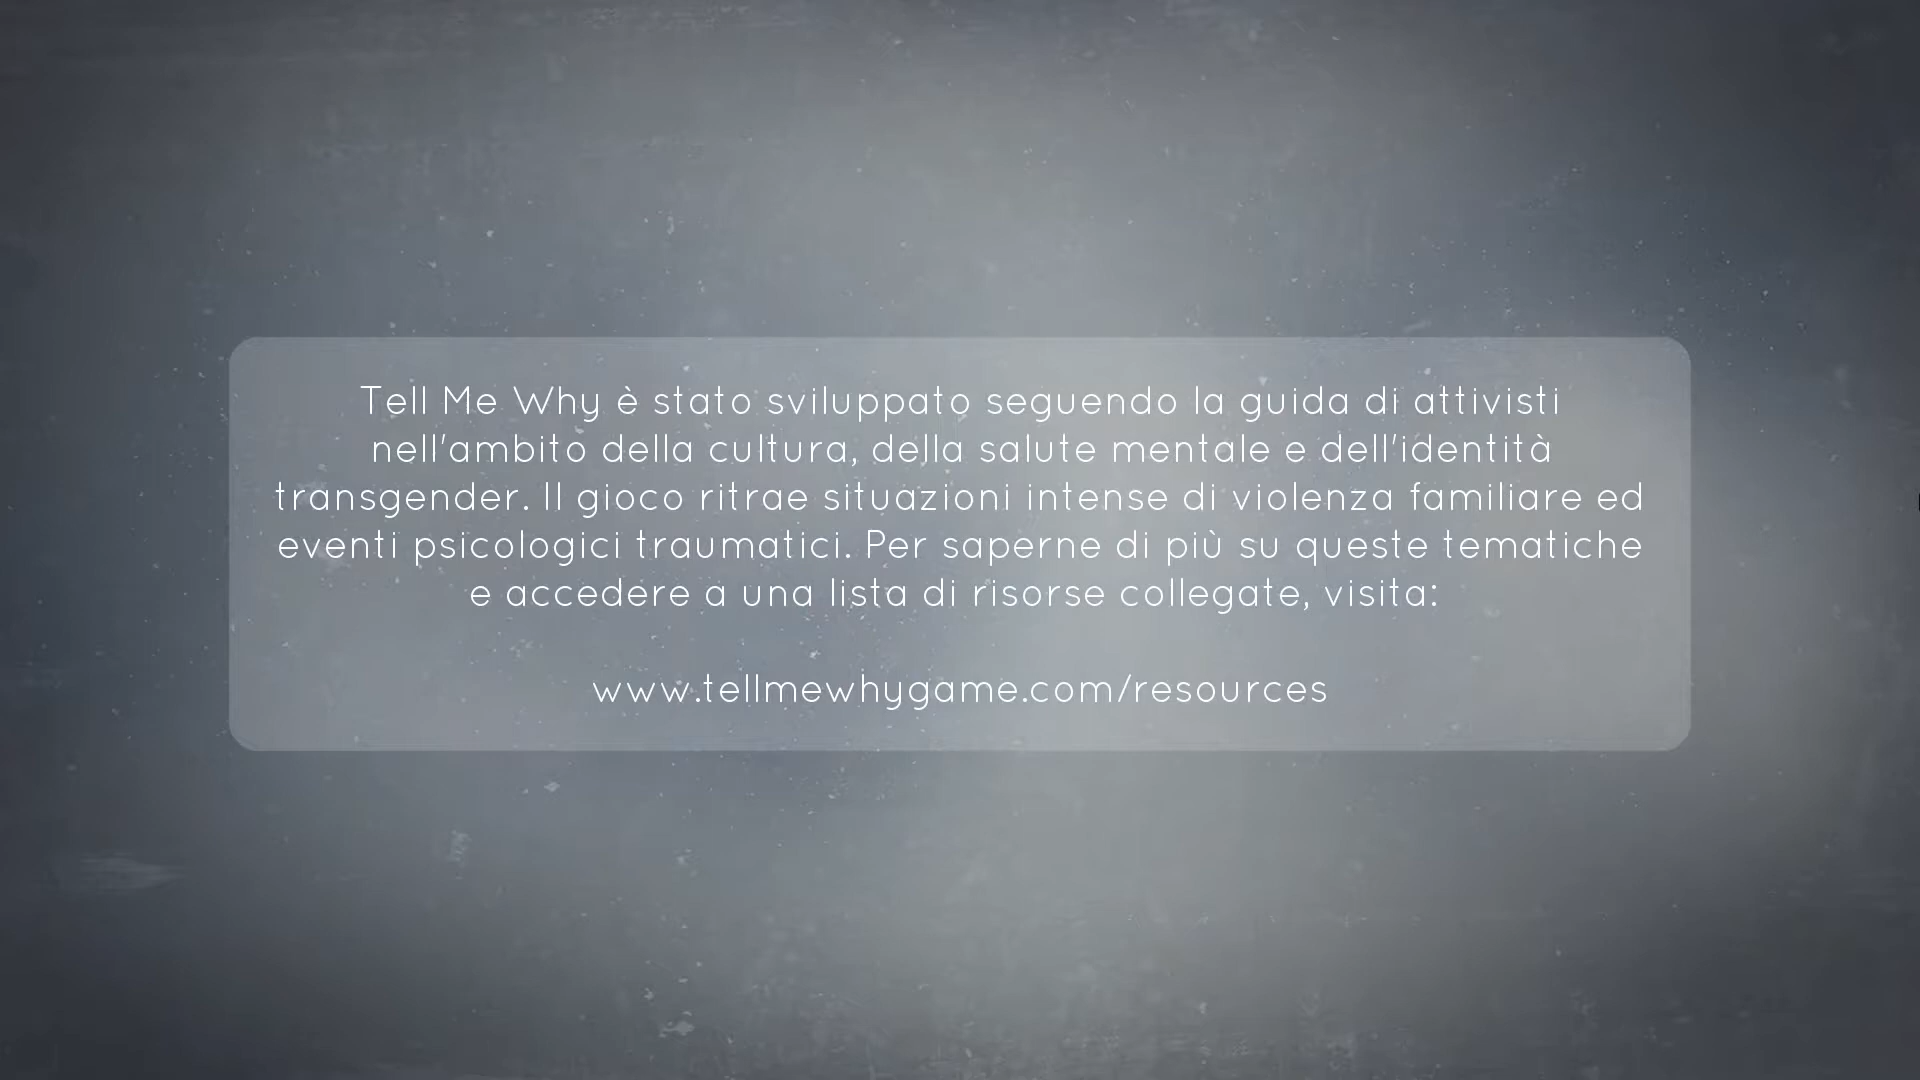 Tell Me Why è stato sviluppato seguendo la guida di attivisti
nell'ambito della cultura, della salute mentale e dell'identità
transgender. Il gioco ritrae situazioni intense di violenza familiare ed
eventi psicologici traumatici. Per saperne di più su queste tematiche
e accedere a una lista di risorse collegate, visita:
www.tellmewhygame.com/resources